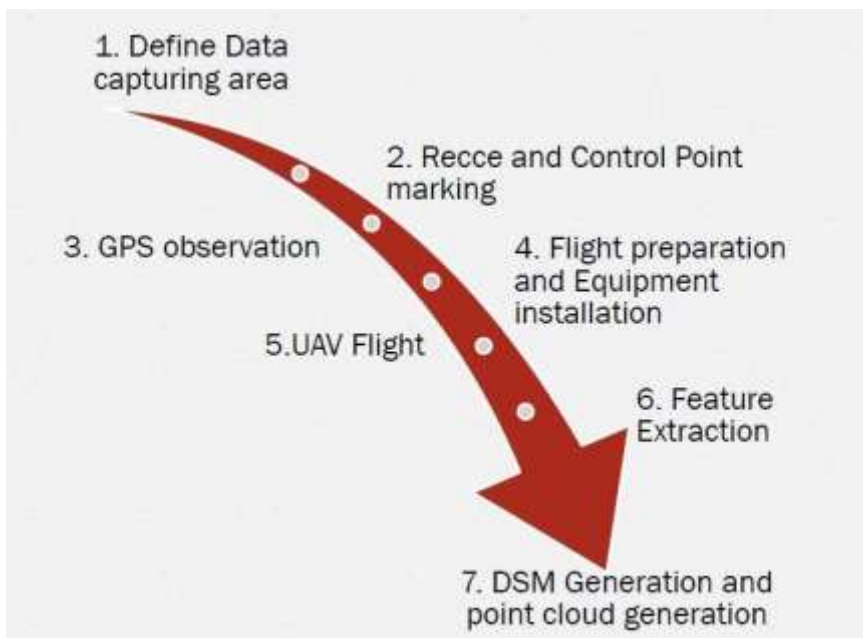 1. Define Data
capturing area
2. Recce and Control Point
marking
3. GPS observation
4. Flight preparation
and Equipment
installation
5.UAV Flight
6. Feature
Extraction
7. DSM Generation and
point cloud generation